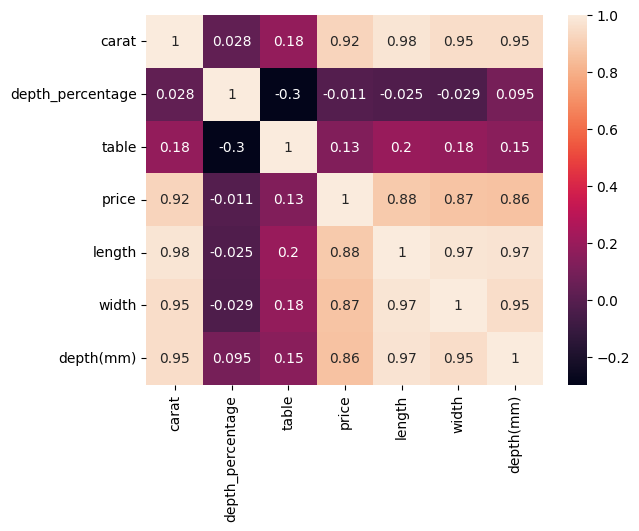 carat 1 0.028 0.18 0.92 0.98 0.95 0.95
depth_percentage 0.028 1 -0.3 -0.011 -0.025 -0.029 0.095
table 0.18 -0.3 1 0.13 0.2 0.18 0.15
price 0.92 -0.011 0.13 1 0.88 0.87 0.86
length 0.98 -0.025 0.2 0.88 1 0.97 0.97
width 0.95 -0.029 0.18 0.87 0.97 1 0.95
depth(mm) 0.95 0.095 0.15 0.86 0.97 0.95 1
carat
depth_percentage
table
price
length
width
depth(mm)
1.0
0.8
0.6
0.4
0.2
0.0
−0.2